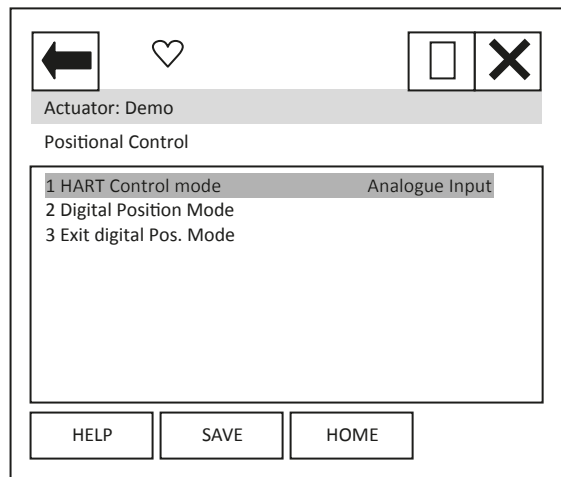 Actuator: Demo
Positional Control
1 HART Control mode Analogue Input
2 Digital Position Mode
3 Exit digital Pos. Mode
HELP SAVE HOME